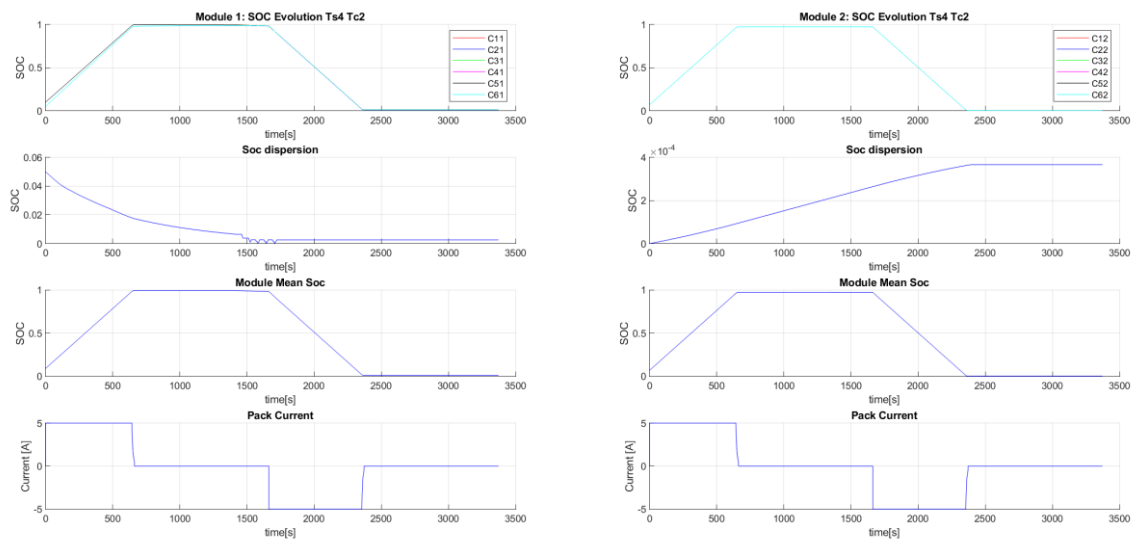 Module 1: SOC Evolution Ts4 Tc2
SOC
1
0.5
0
C11
C21
C31
C41
C51
C61
0 500 1000 1500 2000 2500 3000 3500
time[s]
Soc dispersion
SOC
0.06
0.04
0.02
0
0 500 1000 1500 2000 2500 3000 3500
time[s]
Module Mean Soc
SOC
1
0.5
0
0 500 1000 1500 2000 2500 3000 3500
time[s]
Pack Current
Current [A]
5
0
-5
0 500 1000 1500 2000 2500 3000 3500
time[s]
Module 2: SOC Evolution Ts4 Tc2
SOC
1
0.5
0
C12
C22
C32
C42
C52
C62
0 500 1000 1500 2000 2500 3000 3500
time[s]
Soc dispersion
×10⁻⁴
SOC
4
2
0
0 500 1000 1500 2000 2500 3000 3500
time[s]
Module Mean Soc
SOC
1
0.5
0
0 500 1000 1500 2000 2500 3000 3500
time[s]
Pack Current
Current [A]
5
0
-5
0 500 1000 1500 2000 2500 3000 3500
time[s]